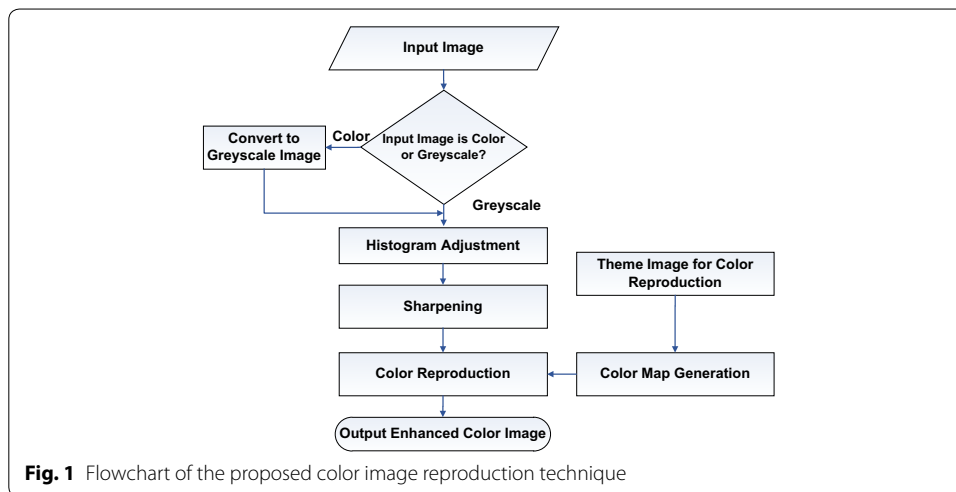 Input Image
Input Image is Color
or Greyscale?
Color
Convert to
Greyscale Image
Greyscale
Histogram Adjustment
Theme Image for Color
Reproduction
Sharpening
Color Reproduction
Color Map Generation
Output Enhanced Color Image
Fig. 1 Flowchart of the proposed color image reproduction technique